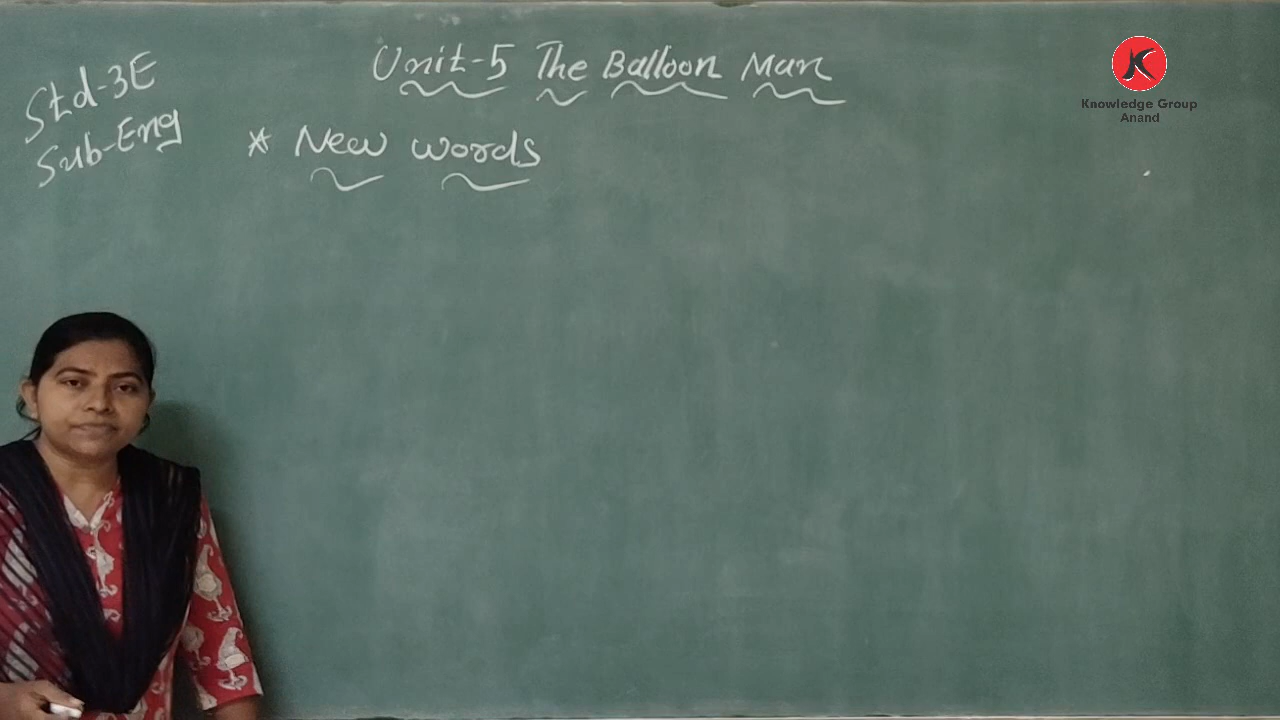 Std-3E
Sub-Eng
Unit-5 The Balloon Man
* New words
K
Knowledge Group
Anand